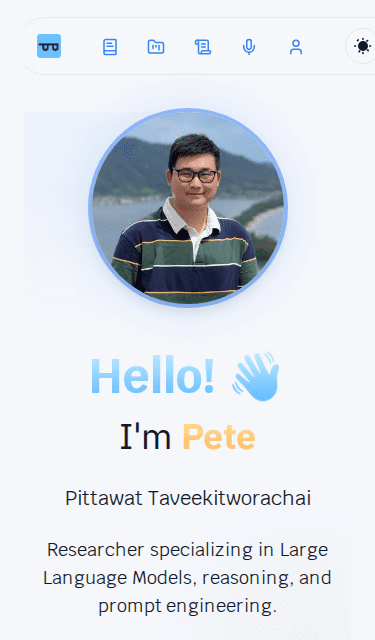 Hello! 👋
I'm Pete
Pittawat Taveekitworachai
Researcher specializing in Large
Language Models, reasoning, and
prompt engineering.